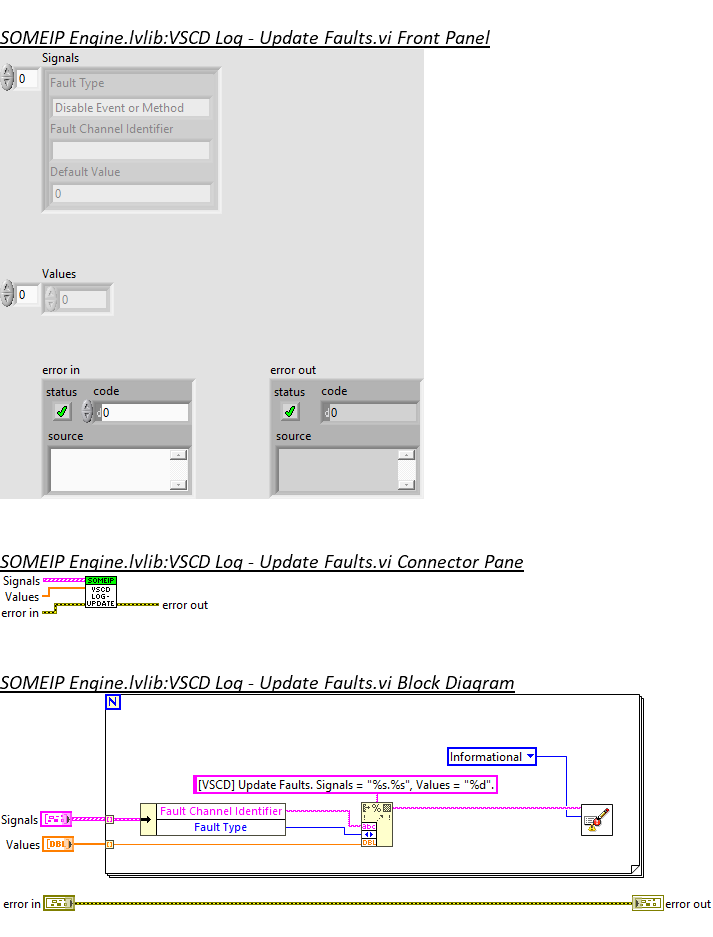 SOMEIP Engine.lvlib:VSCD Log - Update Faults.vi Front Panel
Signals
0
Fault Type
Disable Event or Method
Fault Channel Identifier
Default Value
0
Values
0
0
error in
error out
status
code
status
code
d
0
d
0
source
source
SOMEIP Engine.lvlib:VSCD Log - Update Faults.vi Connector Pane
Signals
Values
error in
SOMEIP
VSCD
LOG-
UPDATE
error out
SOMEIP Engine.lvlib:VSCD Log - Update Faults.vi Block Diagram
N
Informational
[VSCD] Update Faults. Signals = "%s.%s", Values = "%d".
Signals
Fault Channel Identifier
Fault Type
%
abc
DBL
Values
DBL
error in
error out